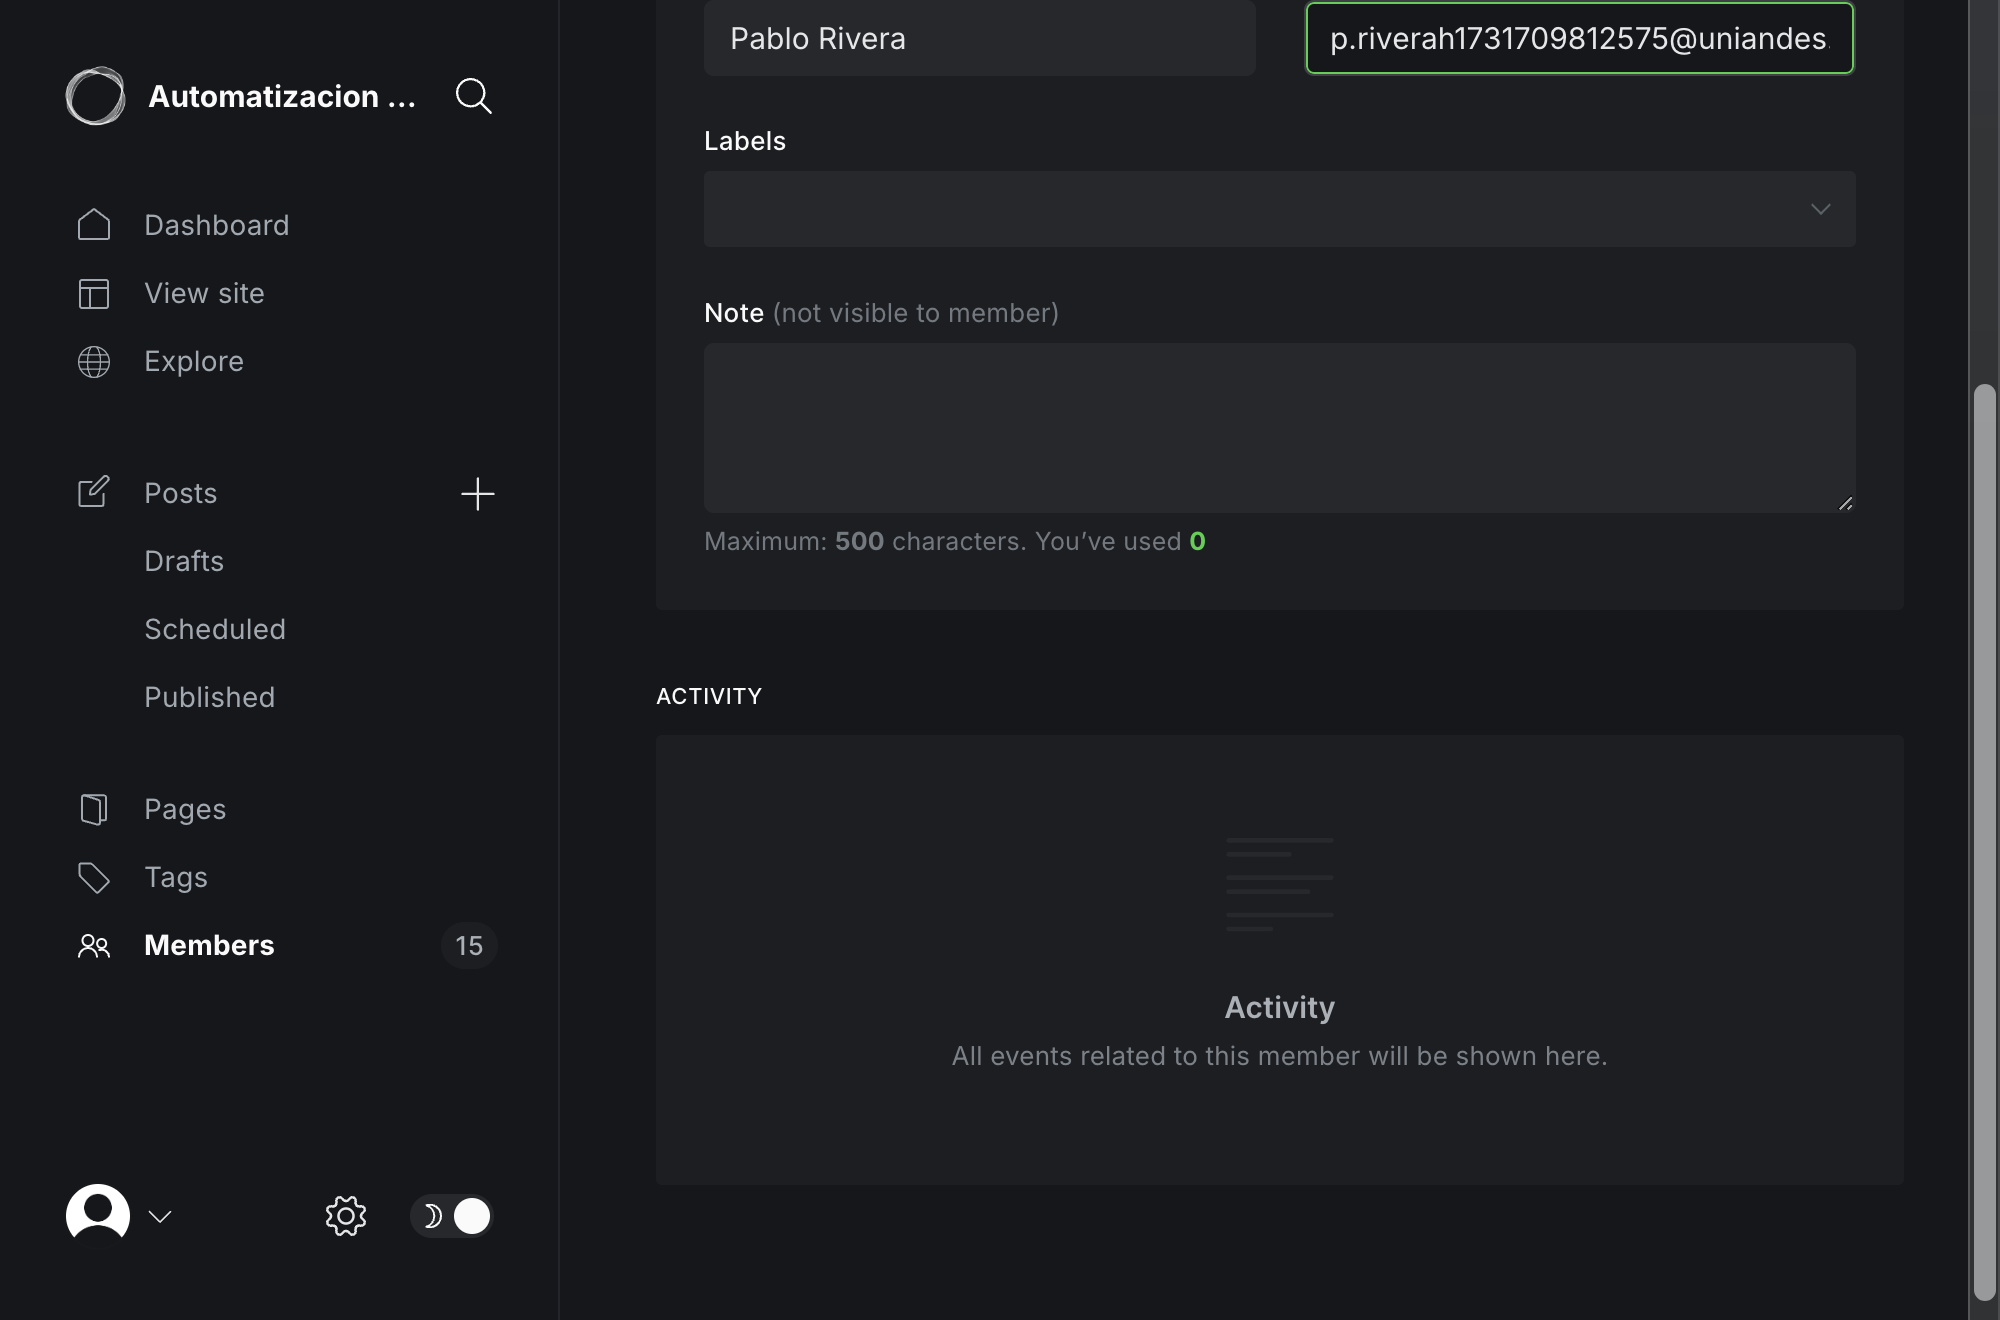 Automatizacion ...
Dashboard
View site
Explore
Posts
Drafts
Scheduled
Published
Pages
Tags
Members 15
Pablo Rivera
p.riverah1731709812575@uniandes.
Labels
Note (not visible to member)
Maximum: 500 characters. You’ve used 0
ACTIVITY
Activity
All events related to this member will be shown here.